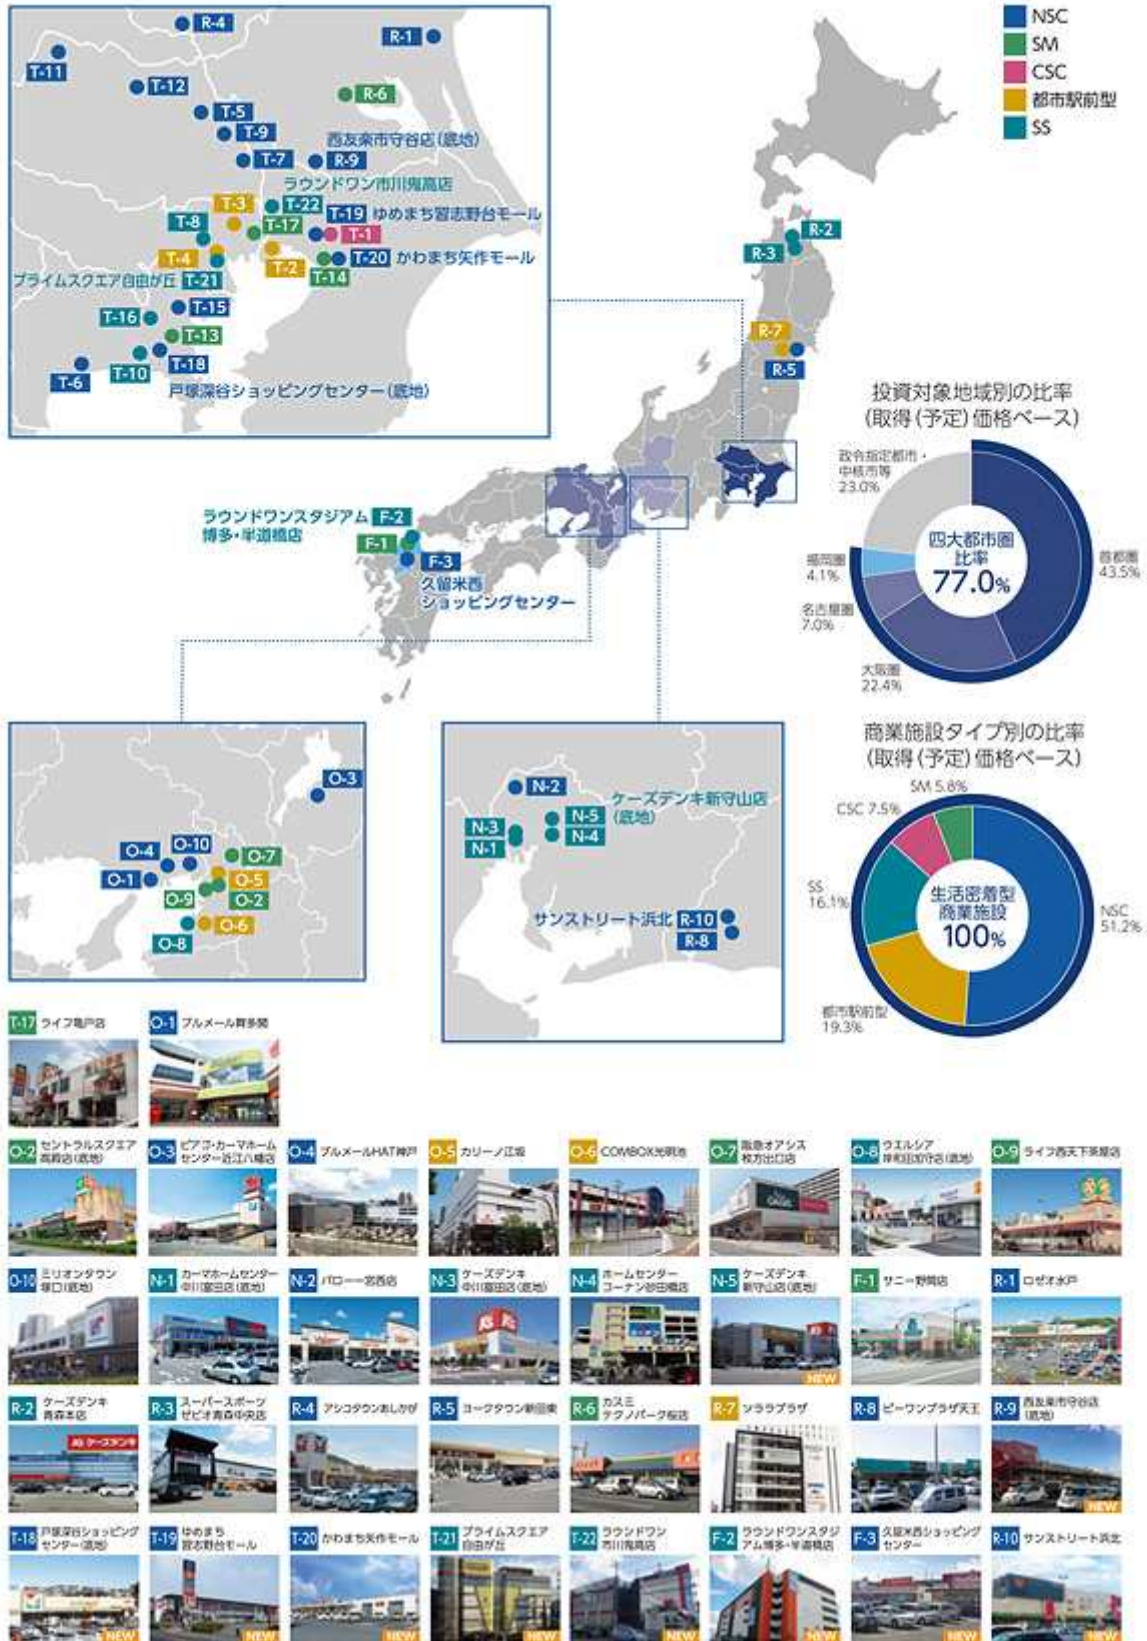 NSC
SM
CSC
都市駅前型
SS
R-4
R-1
T-11
T-12
R-6
T-5
T-9
西友楽市守谷店(底地)
T-7
R-9
ラウンドワン市川鬼高店
T-3
T-22
T-19 ゆめまち習志野台モール
T-8
T-17
T-1
T-4
T-2
T-20 かわまち矢作モール
T-14
プライムスクエア自由が丘 T-21
T-15
T-16
T-13
T-18
T-10
T-6
戸塚深谷ショッピングセンター(底地)
R-2
R-3
R-7
R-5
ラウンドワンスタジアム F-2
博多・半道橋店
F-1
F-3
久留米西
ショッピングセンター
投資対象地域別の比率
(取得(予定)価格ベース)
政令指定都市・
中核市等
23.0%
四大都市圏
比率
77.0%
首都圏
43.5%
福岡圏
4.1%
名古屋圏
7.0%
大阪圏
22.4%
商業施設タイプ別の比率
(取得(予定)価格ベース)
SM 5.8%
CSC 7.5%
SS
16.1%
生活密着型
商業施設
100%
NSC
51.2%
都市駅前型
19.3%
O-3
O-4
O-10
O-7
O-1
O-5
O-9
O-2
O-6
O-8
N-2
ケーズデンキ新守山店
(底地)
N-5
N-3
N-4
N-1
サンストリート浜北 R-10
R-8
T-17 ライフ亀戸店
O-1 ブルメール舞多聞
O-2 セントラルスクエア
高殿店(底地)
O-3 ピアゴ・カーマホーム
センター近江八幡店
O-4 ブルメールHAT神戸
O-5 カリーノ江坂
O-6 COMBOX光明池
O-7 阪急オアシス
枚方出口店
O-8 ウエルシア
岸和田加守店(底地)
O-9 ライフ西天下茶屋店
O-10 ミリオンタウン
塚口(底地)
N-1 カーマホームセンター
中川富田店(底地)
N-2 バロー一宮西店
N-3 ケーズデンキ
中川富田店(底地)
N-4 ホームセンター
コーナン砂田橋店
N-5 ケーズデンキ
新守山店(底地)
NEW
F-1 サニー野間店
R-1 ロゼオ水戸
R-2 ケーズデンキ
青森本店
R-3 スーパースポーツ
ゼビオ青森中央店
R-4 アシコタウンあしかが
R-5 ヨークタウン新田東
R-6 カスミ
テクノパーク桜店
R-7 ソララプラザ
R-8 ビーワンプラザ天王
R-9 西友楽市守谷店
(底地)
NEW
T-18 戸塚深谷ショッピング
センター(底地)
NEW
T-19 ゆめまち
習志野台モール
NEW
T-20 かわまち矢作モール
NEW
T-21 プライムスクエア
自由が丘
NEW
T-22 ラウンドワン
市川鬼高店
NEW
F-2 ラウンドワンスタジ
アム博多・半道橋店
NEW
F-3 久留米西ショッピング
センター
NEW
R-10 サンストリート浜北
NEW